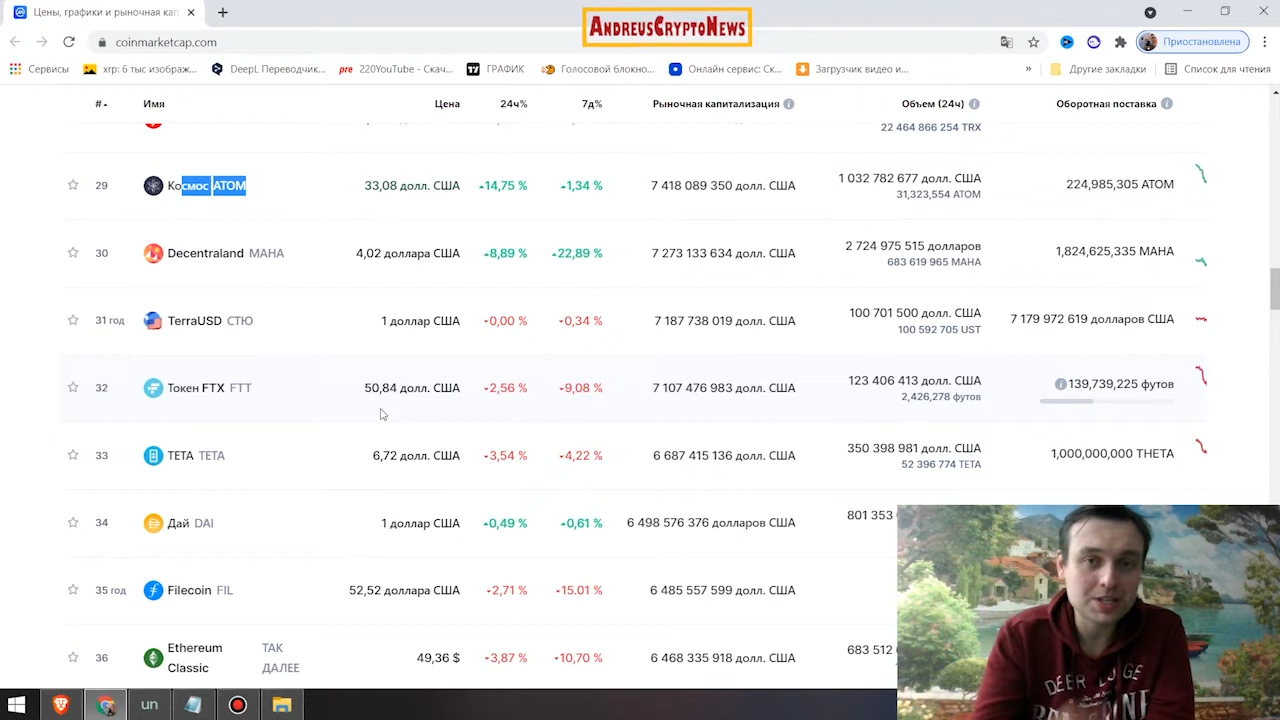 Цены, графики и рыночная кап
AndreusCryptoNews
coinmarketcap.com
Приостановлена
Сервисы
xrp: 6 тыс изображ...
DeepL Переводчик...
pre 220YouTube - Скач...
17 ГРАФИК
Голосовой блокно...
Онлайн сервис: Ск...
Загрузчик видео и...
»
Другие закладки
Список для чтения
# Имя Цена 24ч% 7д% Рыночная капитализация Объем (24ч) Оборотная поставка
22 464 866 254 TRX
29 Космос ATOM 33,08 долл. США 14,75 % 1,34 % 7 418 089 350 долл. США 1 032 782 677 долл. США 224,985,305 ATOM
31,323,554 ATOM
30 Decentraland МАНА 4,02 доллара США 8,89 % 22,89 % 7 273 133 634 долл. США 2 724 975 515 долларов 1,824,625,335 МАНА
683 619 965 МАНА
31 год TerraUSD СТЮ 1 доллар США 0,00 % 0,34 % 7 187 738 019 долл. США 100 701 500 долл. США 7 179 972 619 долларов США
100 592 705 UST
32 Токен FTX FTT 50,84 долл. США 2,56 % 9,08 % 7 107 476 983 долл. США 123 406 413 долл. США 139,739,225 футов
2,426,278 футов
33 ТЕТА ТЕТА 6,72 долл. США 3,54 % 4,22 % 6 687 415 136 долл. США 350 398 981 долл. США 1,000,000,000 THETA
52 396 774 ТЕТА
34 Дай DAI 1 доллар США 0,49 % 0,61 % 6 498 576 376 долларов США 801 353
35 год Filecoin FIL 52,52 доллара США 2,71 % 15.01 % 6 485 557 599 долл. США
36 Ethereum Classic ТАК ДАЛЕЕ 49,36 $ 3,87 % 10,70 % 6 468 335 918 долл. США 683 512
un